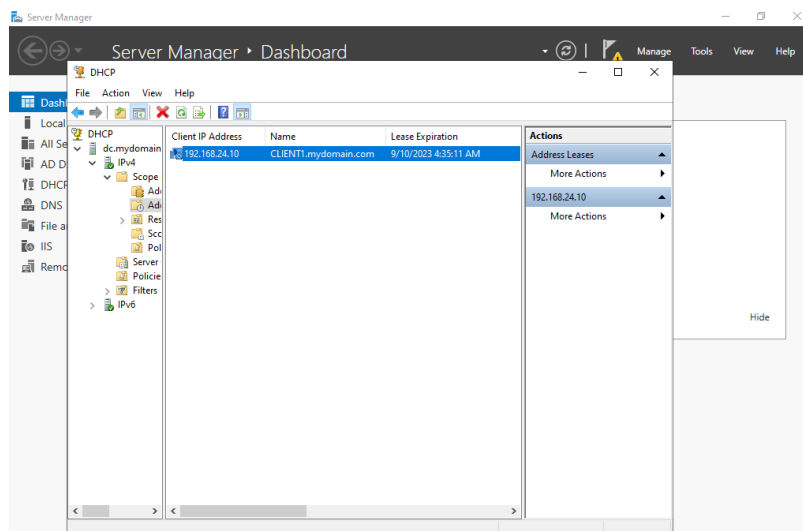 Server Manager
Server Manager • Dashboard
Manage Tools View Help
DHCP
File Action View Help
Dashl
Local
All Se
AD D
DHCP
DNS
File a
IIS
Remo
DHCP
dc.mydomain
IPv4
Scope
Ad
Ad
Res
Scc
Pol
Server
Policie
Filters
IPv6
Client IP Address Name Lease Expiration
192.168.24.10 CLIENT1.mydomain.com 9/10/2023 4:35:11 AM
Actions
Address Leases
More Actions
192.168.24.10
More Actions
Hide